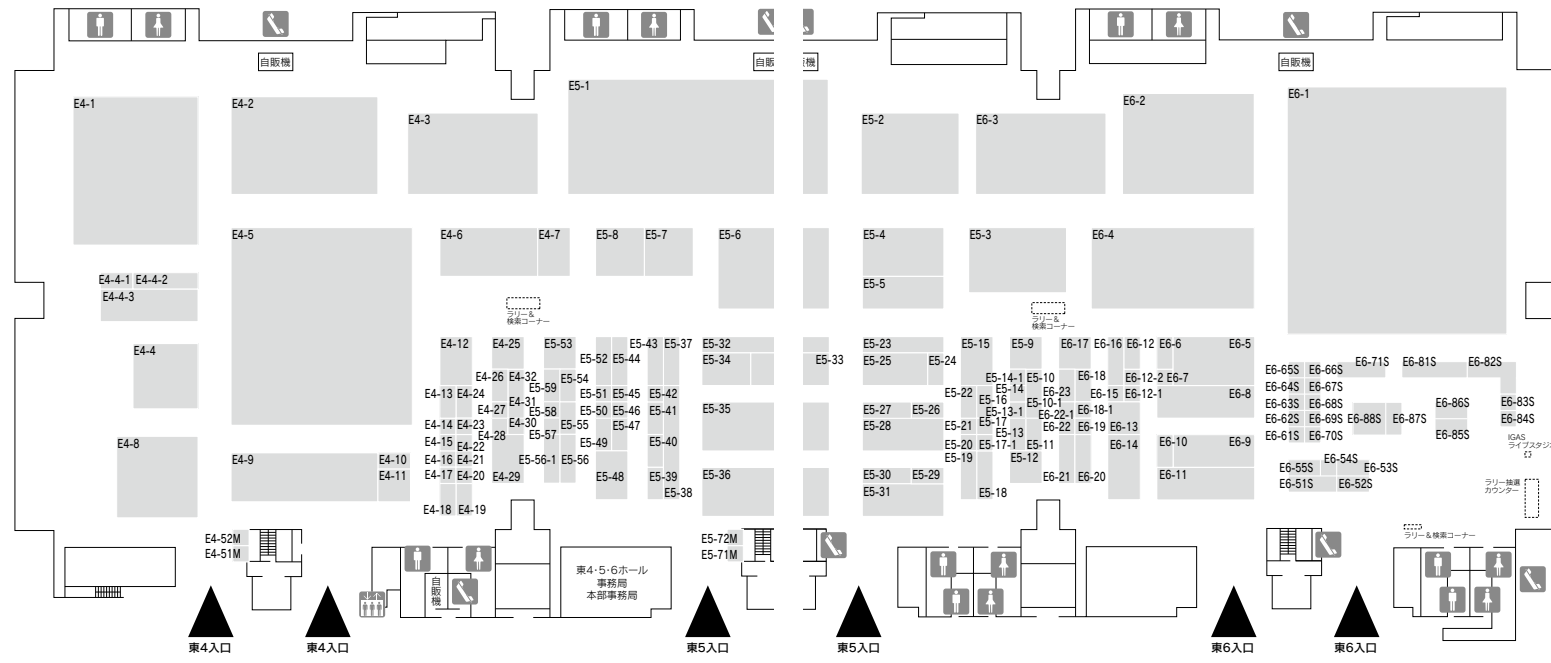 自販機
自販
販機
自販機
E4-1
E4-2
E4-3
E5-1
E5-2
E6-3
E6-2
E6-1
E4-5
E4-6
E4-7
E5-8
E5-7
E5-6
E5-4
E5-3
E6-4
E4-4-1
E4-4-2
E4-4-3
E5-5
ラリー&
検索コーナー
ラリー&
検索コーナー
E4-4
E4-12
E4-25
E5-53
E5-43
E5-37
E5-32
E5-23
E5-15
E5-9
E6-17
E6-16
E6-12
E6-6
E6-5
E5-52
E5-44
E5-34
E5-33
E5-25
E5-24
E6-71S
E6-81S
E6-82S
E6-65S
E6-66S
E4-26
E4-32
E5-54
E5-14-1
E5-10
E6-18
E6-12-2
E6-7
E6-64S
E6-67S
E4-13
E4-24
E5-59
E5-51
E5-45
E5-42
E5-22
E5-14
E6-23
E6-15
E6-12-1
E6-8
E4-31
E5-16
E5-10-1
E6-63S
E6-68S
E6-86S
E6-83S
E4-27
E5-58
E5-50
E5-46
E5-41
E5-35
E5-27
E5-26
E5-13-1
E6-22-1
E6-18-1
E6-62S
E6-69S
E6-88S
E6-87S
E6-84S
E4-14
E4-23
E4-30
E5-55
E5-47
E5-28
E5-21
E5-17
E6-22
E6-19
E6-13
E4-28
E5-57
E5-13
E6-61S
E6-70S
E6-85S
E4-8
E4-15
E4-22
E5-49
E5-40
E5-20
E5-17-1
E5-11
E6-14
E6-10
E6-9
IGAS
ライブスタジオ
E4-9
E4-10
E4-16
E4-21
E5-56-1
E5-56
E5-19
E5-12
E6-54S
E6-55S
E6-53S
E4-11
E4-17
E4-20
E4-29
E5-48
E5-39
E5-36
E5-30
E5-29
E6-21
E6-20
E6-11
E6-51S
E6-52S
ラリー抽選
カウンター
E5-38
E5-31
E5-18
E4-18
E4-19
ラリー&検索コーナー
E4-52M
E4-51M
E5-72M
E5-71M
自販機
東4・5・6ホール
事務局
本部事務局
東4入口
東4入口
東5入口
東5入口
東6入口
東6入口